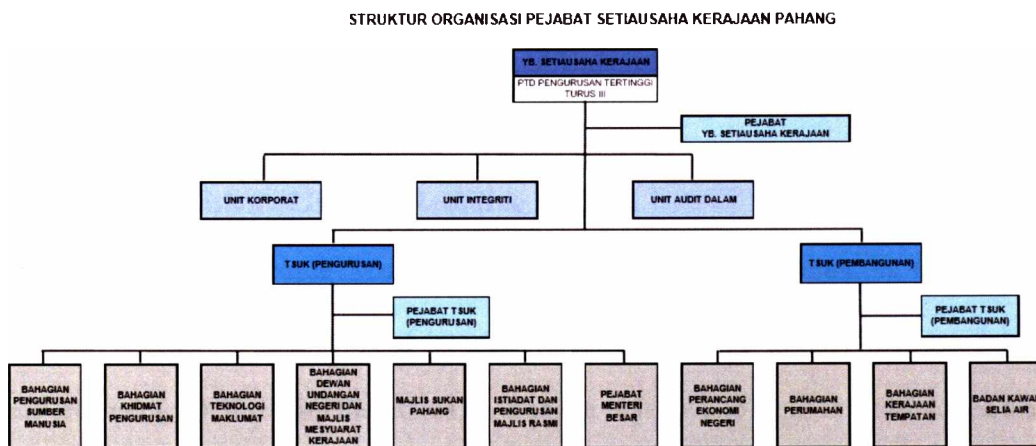 STRUKTUR ORGANISASI PEJABAT SETIAUSAHA KERAJAAN PAHANG
YB. SETIAUSAHA KERAJAAN
PTD PENGURUSAN TERTINGGI
TURUS III
PEJABAT
YB. SETIAUSAHA KERAJAAN
UNIT KORPORAT
UNIT INTEGRITI
UNIT AUDIT DALAM
TSUK (PENGURUSAN)
TSUK (PEMBANGUNAN)
PEJABAT TSUK
(PENGURUSAN)
PEJABAT TSUK
(PEMBANGUNAN)
BAHAGIAN
PENGURUSAN
SUMBER
MANUSIA
BAHAGIAN
KHIDMAT
PENGURUSAN
BAHAGIAN
TEKNOLOGI
MAKLUMAT
BAHAGIAN
DEWAN
UNDANGAN
NEGERI DAN
MAJLIS
MESYUARAT
KERAJAAN
MAJLIS SUKAN
PAHANG
BAHAGIAN
ISTIADAT DAN
PENGURUSAN
MAJLIS RASMI
PEJABAT
MENTERI
BESAR
BAHAGIAN
PERANCANG
EKONOMI
NEGERI
BAHAGIAN
PERUMAHAN
BAHAGIAN
KERAJAAN
TEMPATAN
BADAN KAWAL
SELIA AIR